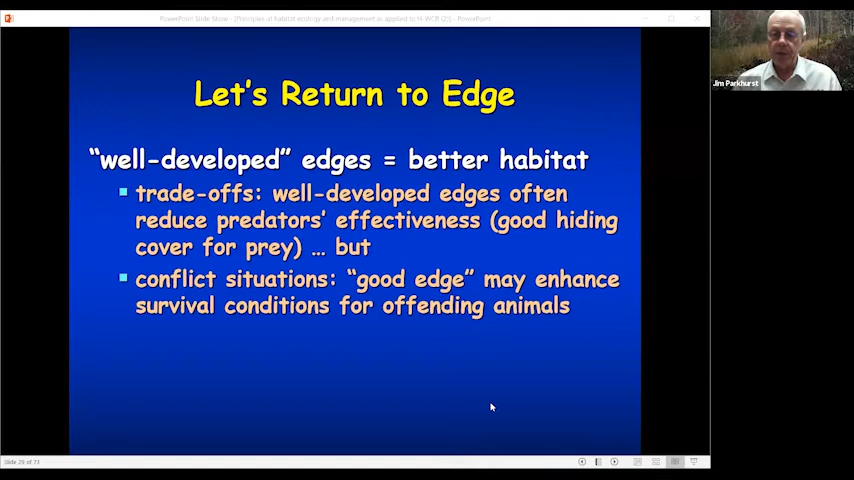 PowerPoint Slide Show - [Principles of habitat ecology and management as applied to H-WCR (2)] - PowerPoint
Jim Parkhurst
Let's Return to Edge
"well-developed" edges = better habitat
trade-offs: well-developed edges often
reduce predators' effectiveness (good hiding
cover for prey) … but
conflict situations: "good edge" may enhance
survival conditions for offending animals
Slide 29 of 73